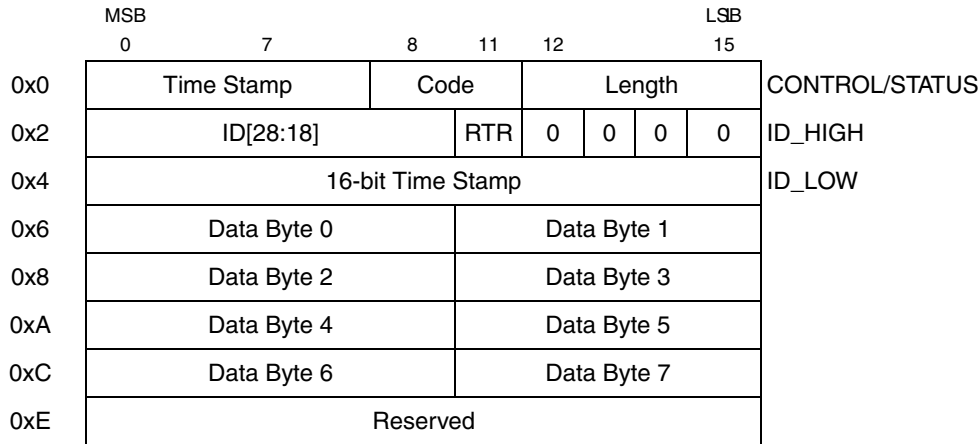 MSB LSB
0 7 8 11 12 15
0x0 Time Stamp Code Length CONTROL/STATUS
0x2 ID[28:18] RTR 0 0 0 0 ID_HIGH
0x4 16-bit Time Stamp ID_LOW
0x6 Data Byte 0 Data Byte 1
0x8 Data Byte 2 Data Byte 3
0xA Data Byte 4 Data Byte 5
0xC Data Byte 6 Data Byte 7
0xE Reserved